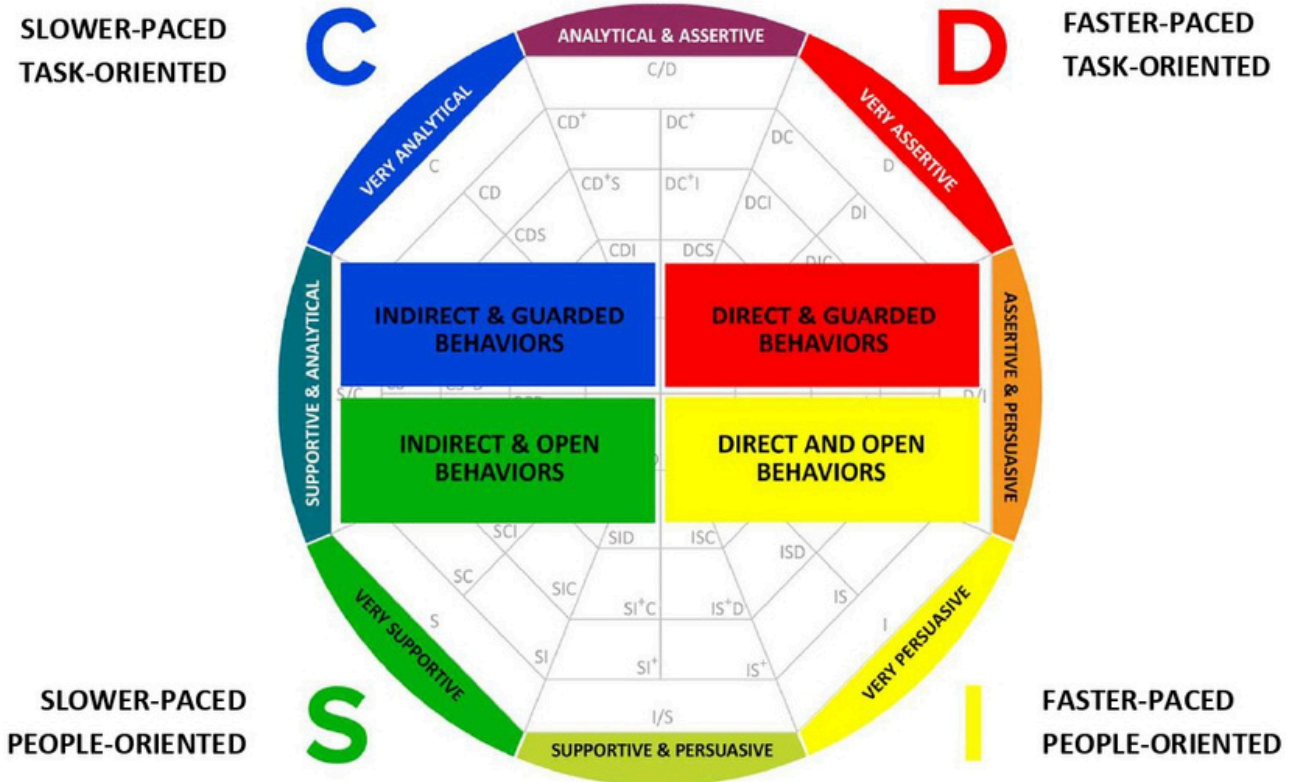 SLOWER-PACED
TASK-ORIENTED
C
ANALYTICAL & ASSERTIVE
D
FASTER-PACED
TASK-ORIENTED
VERY ANALYTICAL
VERY ASSERTIVE
C/D
CD⁺
DC⁺
DC
C
D
CD
CD⁺S
DC⁺I
DCI
DI
CDS
CDI
DCS
DIC
SUPPORTIVE & ANALYTICAL
INDIRECT & GUARDED
BEHAVIORS
DIRECT & GUARDED
BEHAVIORS
ASSERTIVE & PERSUASIVE
S/C
D/I
INDIRECT & OPEN
BEHAVIORS
DIRECT AND OPEN
BEHAVIORS
SCI
SID
ISC
ISD
SC
SIC
SI⁺C
IS⁺D
IS
S
I
SI
SI⁺
IS⁺
VERY SUPPORTIVE
VERY PERSUASIVE
I/S
SUPPORTIVE & PERSUASIVE
SLOWER-PACED
PEOPLE-ORIENTED
S
I
FASTER-PACED
PEOPLE-ORIENTED